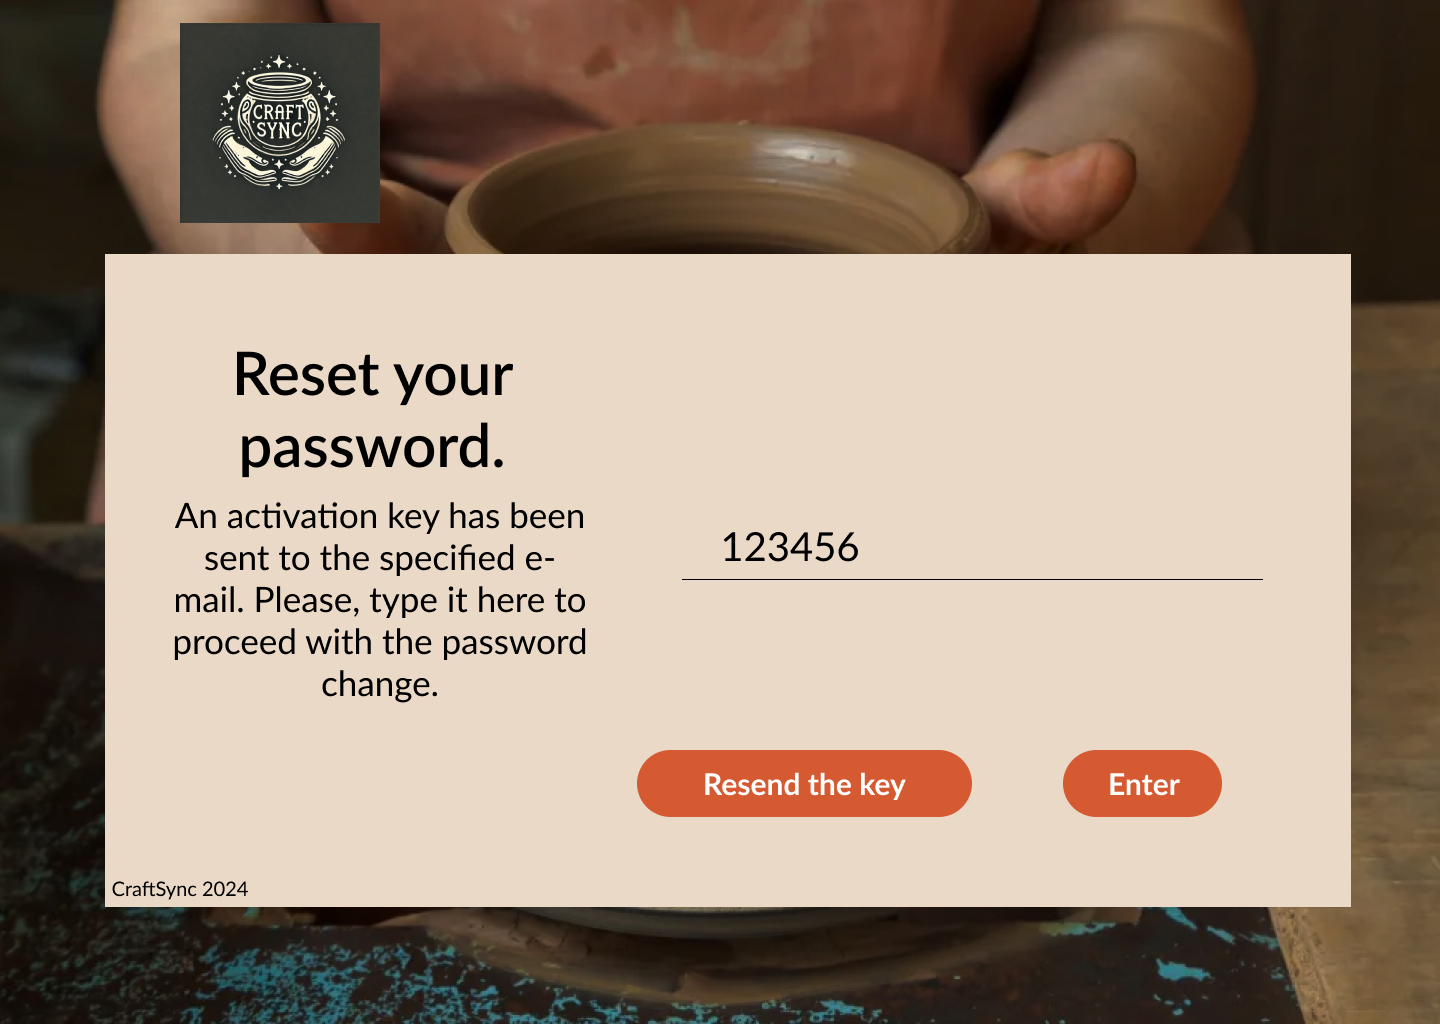 CRAFT
SYNC
Reset your
password.
An activation key has been
sent to the specified e-
mail. Please, type it here to
proceed with the password
change.
123456
Resend the key
Enter
CraftSync 2024